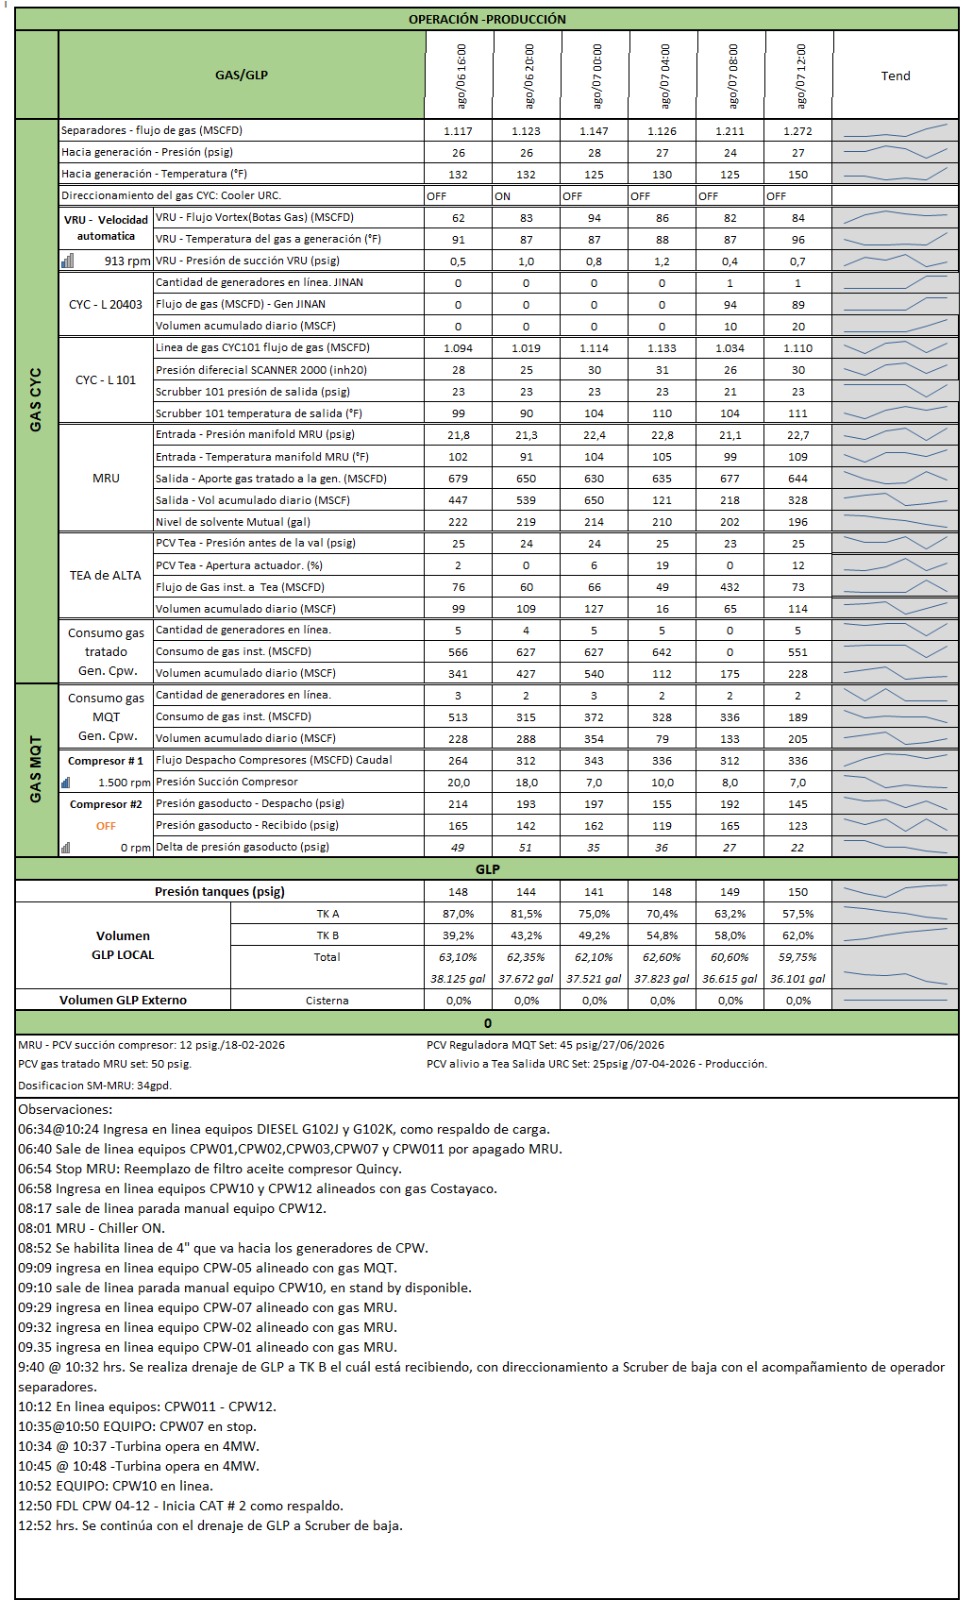 OPERACIÓN -PRODUCCIÓN
GAS/GLP ago/06 16:00 ago/06 20:00 ago/07 00:00 ago/07 04:00 ago/07 08:00 ago/07 12:00 Tend
GAS CYC
Separadores - flujo de gas (MSCFD) 1.117 1.123 1.147 1.126 1.211 1.272
Hacia generación - Presión (psig) 26 26 28 27 24 27
Hacia generación - Temperatura (°F) 132 132 125 130 125 150
Direccionamiento del gas CYC: Cooler URC. OFF ON OFF OFF OFF OFF
VRU - Velocidad automatica
VRU - Flujo Vortex(Botas Gas) (MSCFD) 62 83 94 86 82 84
VRU - Temperatura del gas a generación (°F) 91 87 87 88 87 96
913 rpm VRU - Presión de succión VRU (psig) 0,5 1,0 0,8 1,2 0,4 0,7
CYC - L 20403
Cantidad de generadores en línea. JINAN 0 0 0 0 1 1
Flujo de gas (MSCFD) - Gen JINAN 0 0 0 0 94 89
Volumen acumulado diario (MSCF) 0 0 0 0 10 20
CYC - L 101
Linea de gas CYC101 flujo de gas (MSCFD) 1.094 1.019 1.114 1.133 1.034 1.110
Presión diferecial SCANNER 2000 (inh20) 28 25 30 31 26 30
Scrubber 101 presión de salida (psig) 23 23 23 23 21 23
Scrubber 101 temperatura de salida (°F) 99 90 104 110 104 111
MRU
Entrada - Presión manifold MRU (psig) 21,8 21,3 22,4 22,8 21,1 22,7
Entrada - Temperatura manifold MRU (°F) 102 91 104 105 99 109
Salida - Aporte gas tratado a la gen. (MSCFD) 679 650 630 635 677 644
Salida - Vol acumulado diario (MSCF) 447 539 650 121 218 328
Nivel de solvente Mutual (gal) 222 219 214 210 202 196
TEA de ALTA
PCV Tea - Presión antes de la val (psig) 25 24 24 25 23 25
PCV Tea - Apertura actuador. (%) 2 0 6 19 0 12
Flujo de Gas inst. a Tea (MSCFD) 76 60 66 49 432 73
Volumen acumulado diario (MSCF) 99 109 127 16 65 114
Consumo gas tratado Gen. Cpw.
Cantidad de generadores en línea. 5 4 5 5 0 5
Consumo de gas inst. (MSCFD) 566 627 627 642 0 551
Volumen acumulado diario (MSCF) 341 427 540 112 175 228
GAS MQT
Consumo gas MQT Gen. Cpw.
Cantidad de generadores en línea. 3 2 3 2 2 2
Consumo de gas inst. (MSCFD) 513 315 372 328 336 189
Volumen acumulado diario (MSCF) 228 288 354 79 133 205
Compresor # 1 Flujo Despacho Compresores (MSCFD) Caudal 264 312 343 336 312 336
1.500 rpm Presión Succión Compresor 20,0 18,0 7,0 10,0 8,0 7,0
Compresor #2 Presión gasoducto - Despacho (psig) 214 193 197 155 192 145
OFF Presión gasoducto - Recibido (psig) 165 142 162 119 165 123
0 rpm Delta de presión gasoducto (psig) 49 51 35 36 27 22
GLP
Presión tanques (psig) 148 144 141 148 149 150
Volumen GLP LOCAL
TK A 87,0% 81,5% 75,0% 70,4% 63,2% 57,5%
TK B 39,2% 43,2% 49,2% 54,8% 58,0% 62,0%
Total 63,10% 62,35% 62,10% 62,60% 60,60% 59,75%
38.125 gal 37.672 gal 37.521 gal 37.823 gal 36.615 gal 36.101 gal
Volumen GLP Externo Cisterna 0,0% 0,0% 0,0% 0,0% 0,0% 0,0%
0
MRU - PCV succión compresor: 12 psig./18-02-2026 PCV Reguladora MQT Set: 45 psig/27/06/2026
PCV gas tratado MRU set: 50 psig. PCV alivio a Tea Salida URC Set: 25psig /07-04-2026 - Producción.
Dosificacion SM-MRU: 34gpd.
Observaciones:
06:34@10:24 Ingresa en linea equipos DIESEL G102J y G102K, como respaldo de carga.
06:40 Sale de linea equipos CPW01,CPW02,CPW03,CPW07 y CPW011 por apagado MRU.
06:54 Stop MRU: Reemplazo de filtro aceite compresor Quincy.
06:58 Ingresa en linea equipos CPW10 y CPW12 alineados con gas Costayaco.
08:17 sale de linea parada manual equipo CPW12.
08:01 MRU - Chiller ON.
08:52 Se habilita linea de 4" que va hacia los generadores de CPW.
09:09 ingresa en linea equipo CPW-05 alineado con gas MQT.
09:10 sale de linea parada manual equipo CPW10, en stand by disponible.
09:29 ingresa en linea equipo CPW-07 alineado con gas MRU.
09:32 ingresa en linea equipo CPW-02 alineado con gas MRU.
09.35 ingresa en linea equipo CPW-01 alineado con gas MRU.
9:40 @ 10:32 hrs. Se realiza drenaje de GLP a TK B el cuál está recibiendo, con direccionamiento a Scruber de baja con el acompañamiento de operador
separadores.
10:12 En linea equipos: CPW011 - CPW12.
10:35@10:50 EQUIPO: CPW07 en stop.
10:34 @ 10:37 -Turbina opera en 4MW.
10:45 @ 10:48 -Turbina opera en 4MW.
10:52 EQUIPO: CPW10 en linea.
12:50 FDL CPW 04-12 - Inicia CAT # 2 como respaldo.
12:52 hrs. Se continúa con el drenaje de GLP a Scruber de baja.